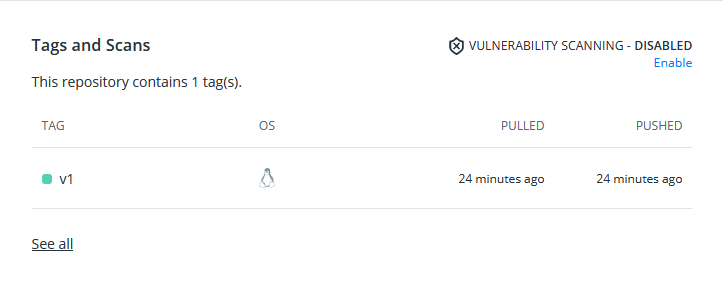 Tags and Scans
VULNERABILITY SCANNING - DISABLED
Enable
This repository contains 1 tag(s).
TAG OS PULLED PUSHED
v1 24 minutes ago 24 minutes ago
See all